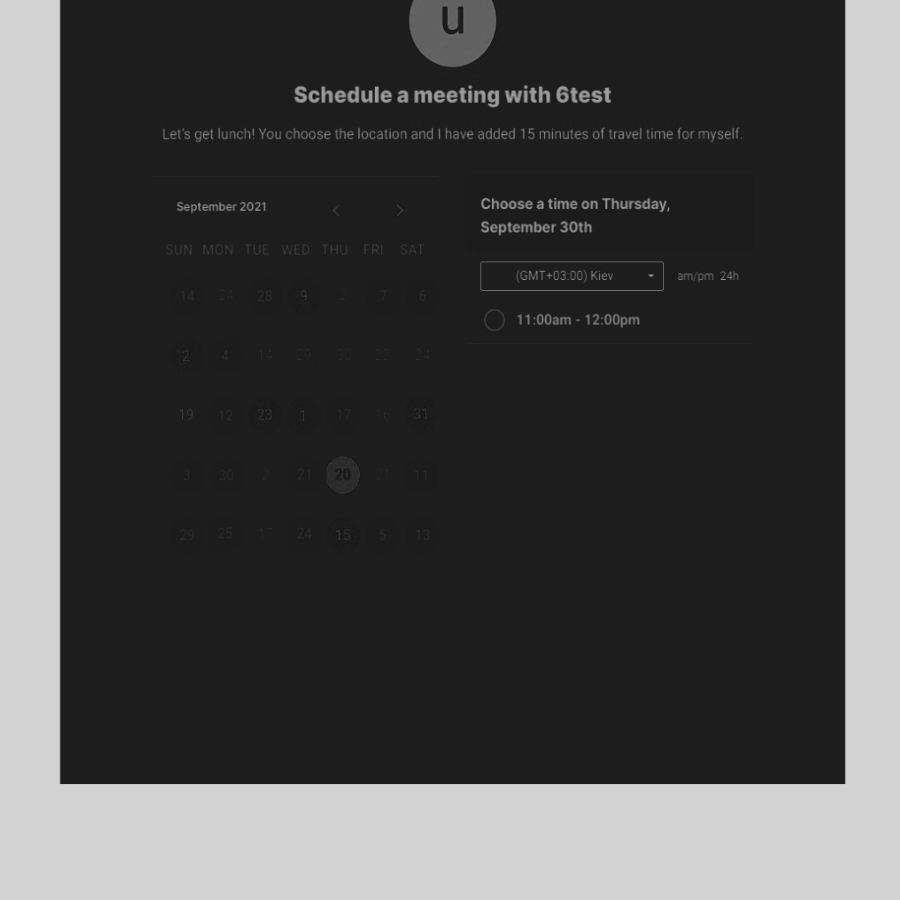 u
Schedule a meeting with 6test
Let's get lunch! You choose the location and I have added 15 minutes of travel time for myself.
September 2021
SUN MON TUE WED THU FRI SAT
14 24 28 9 7 6
2 4 14 29 30 22 24
19 12 23 1 17 16 31
3 30 2 21 20 21 11
29 25 24 15 5 13
Choose a time on Thursday,
September 30th
(GMT+03:00) Kiev
am/pm 24h
11:00am - 12:00pm